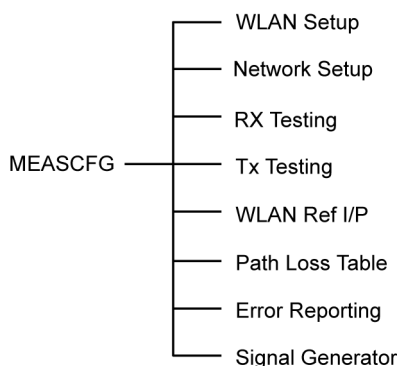 WLAN Setup
Network Setup
RX Testing
MEASCFG
Tx Testing
WLAN Ref I/P
Path Loss Table
Error Reporting
Signal Generator